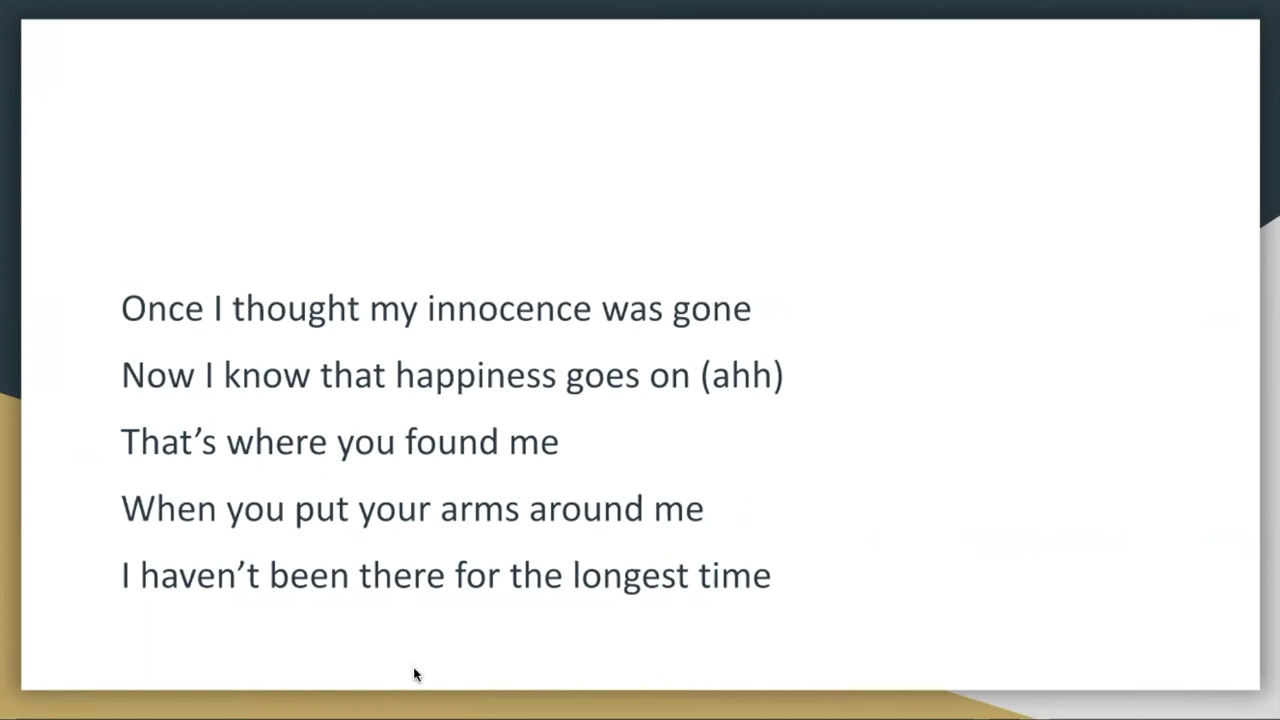 Once I thought my innocence was gone
Now I know that happiness goes on (ahh)
That’s where you found me
When you put your arms around me
I haven’t been there for the longest time